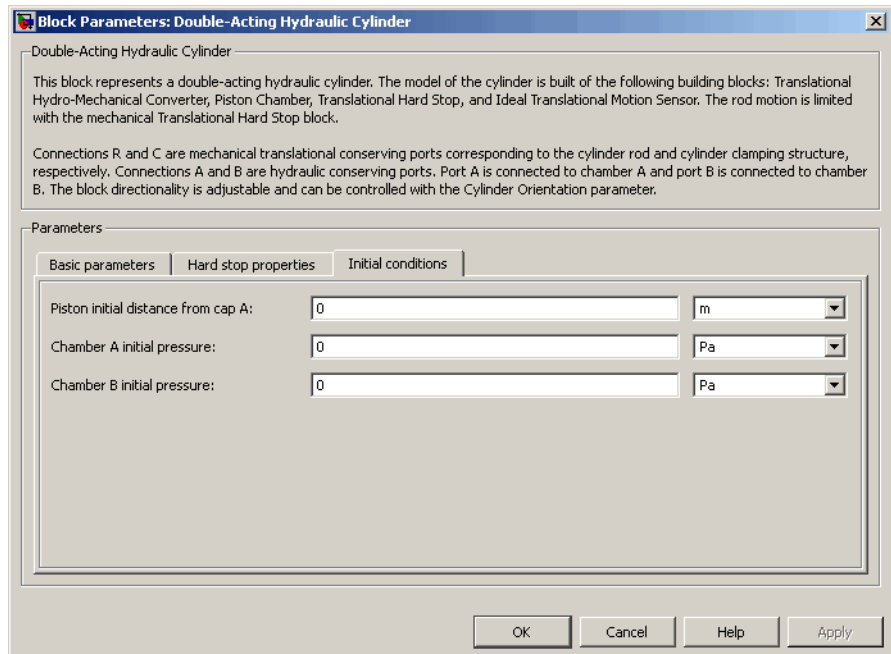 Block Parameters: Double-Acting Hydraulic Cylinder
Double-Acting Hydraulic Cylinder
This block represents a double-acting hydraulic cylinder. The model of the cylinder is built of the following building blocks: Translational
Hydro-Mechanical Converter, Piston Chamber, Translational Hard Stop, and Ideal Translational Motion Sensor. The rod motion is limited
with the mechanical Translational Hard Stop block.
Connections R and C are mechanical translational conserving ports corresponding to the cylinder rod and cylinder clamping structure,
respectively. Connections A and B are hydraulic conserving ports. Port A is connected to chamber A and port B is connected to chamber
B. The block directionality is adjustable and can be controlled with the Cylinder Orientation parameter.
Parameters
Basic parameters Hard stop properties Initial conditions
Piston initial distance from cap A: 0 m
Chamber A initial pressure: 0 Pa
Chamber B initial pressure: 0 Pa
OK Cancel Help Apply